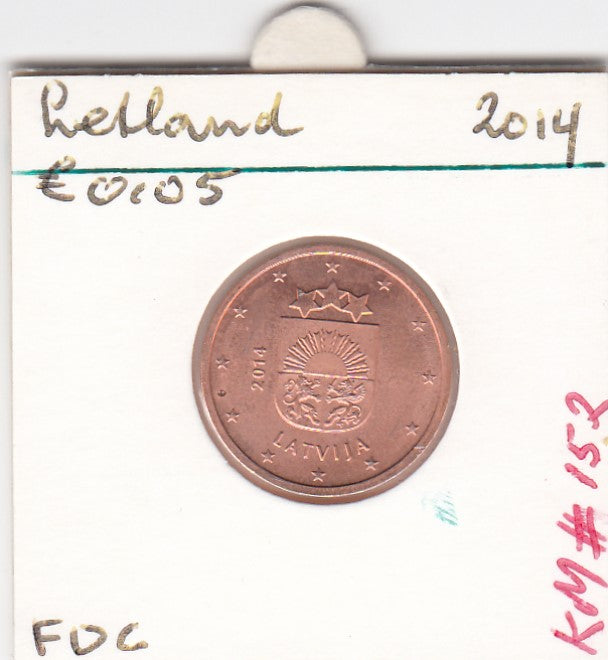 Letland 2014
€ 0.05
2014
LATVIJA
FDC
KM#152